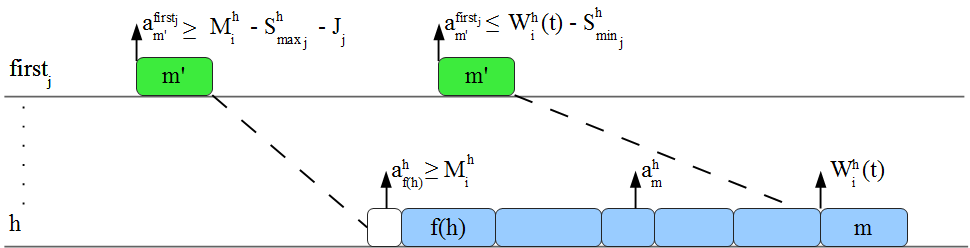 a^{first_j}_{m'} ≥ M^h_i - S^h_{max_j} - J_j
a^{first_j}_{m'} ≤ W^h_i(t) - S^h_{min_j}
first_j
m'
m'
a^h_{f(h)} ≥ M^h_i
a^h_m
W^h_i(t)
h
f(h)
m